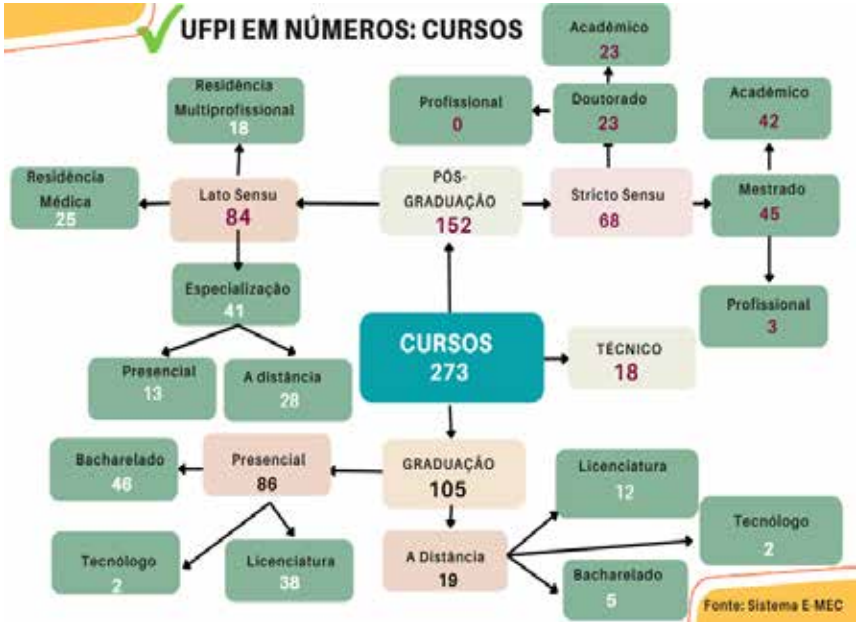 UFPI EM NÚMEROS: CURSOS
Acadêmico
23
Residência
Multiprofissional
18
Profissional
0
Doutorado
23
Acadêmico
42
Residência
Médica
25
Lato Sensu
84
PÓS-
GRADUAÇÃO
152
Stricto Sensu
68
Mestrado
45
Especialização
41
Profissional
3
CURSOS
273
TÉCNICO
18
Presencial
13
A distância
28
Bacharelado
46
Presencial
86
GRADUAÇÃO
105
Licenciatura
12
Tecnólogo
2
Tecnólogo
2
Licenciatura
38
A Distância
19
Bacharelado
5
Fonte: Sistema E-MEC